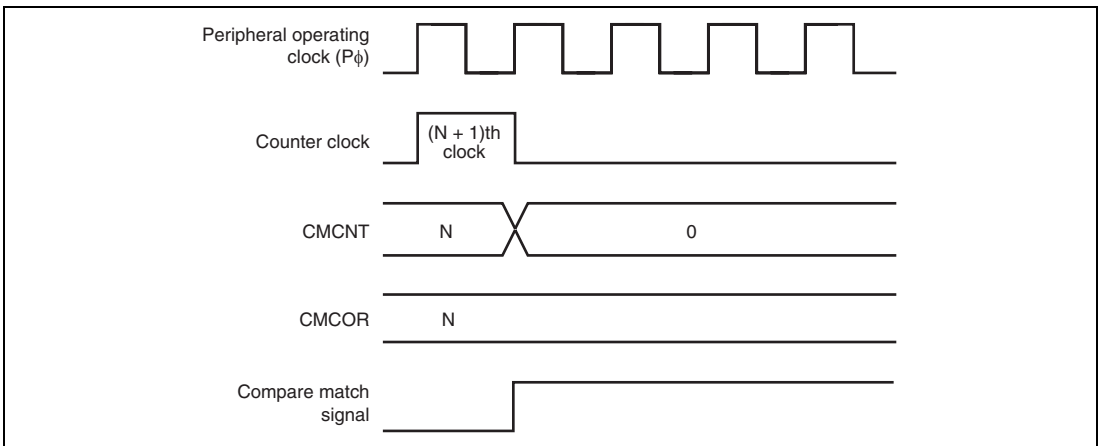 Peripheral operating
clock (Pϕ)
Counter clock
(N + 1)th
clock
CMCNT
N
0
CMCOR
N
Compare match
signal